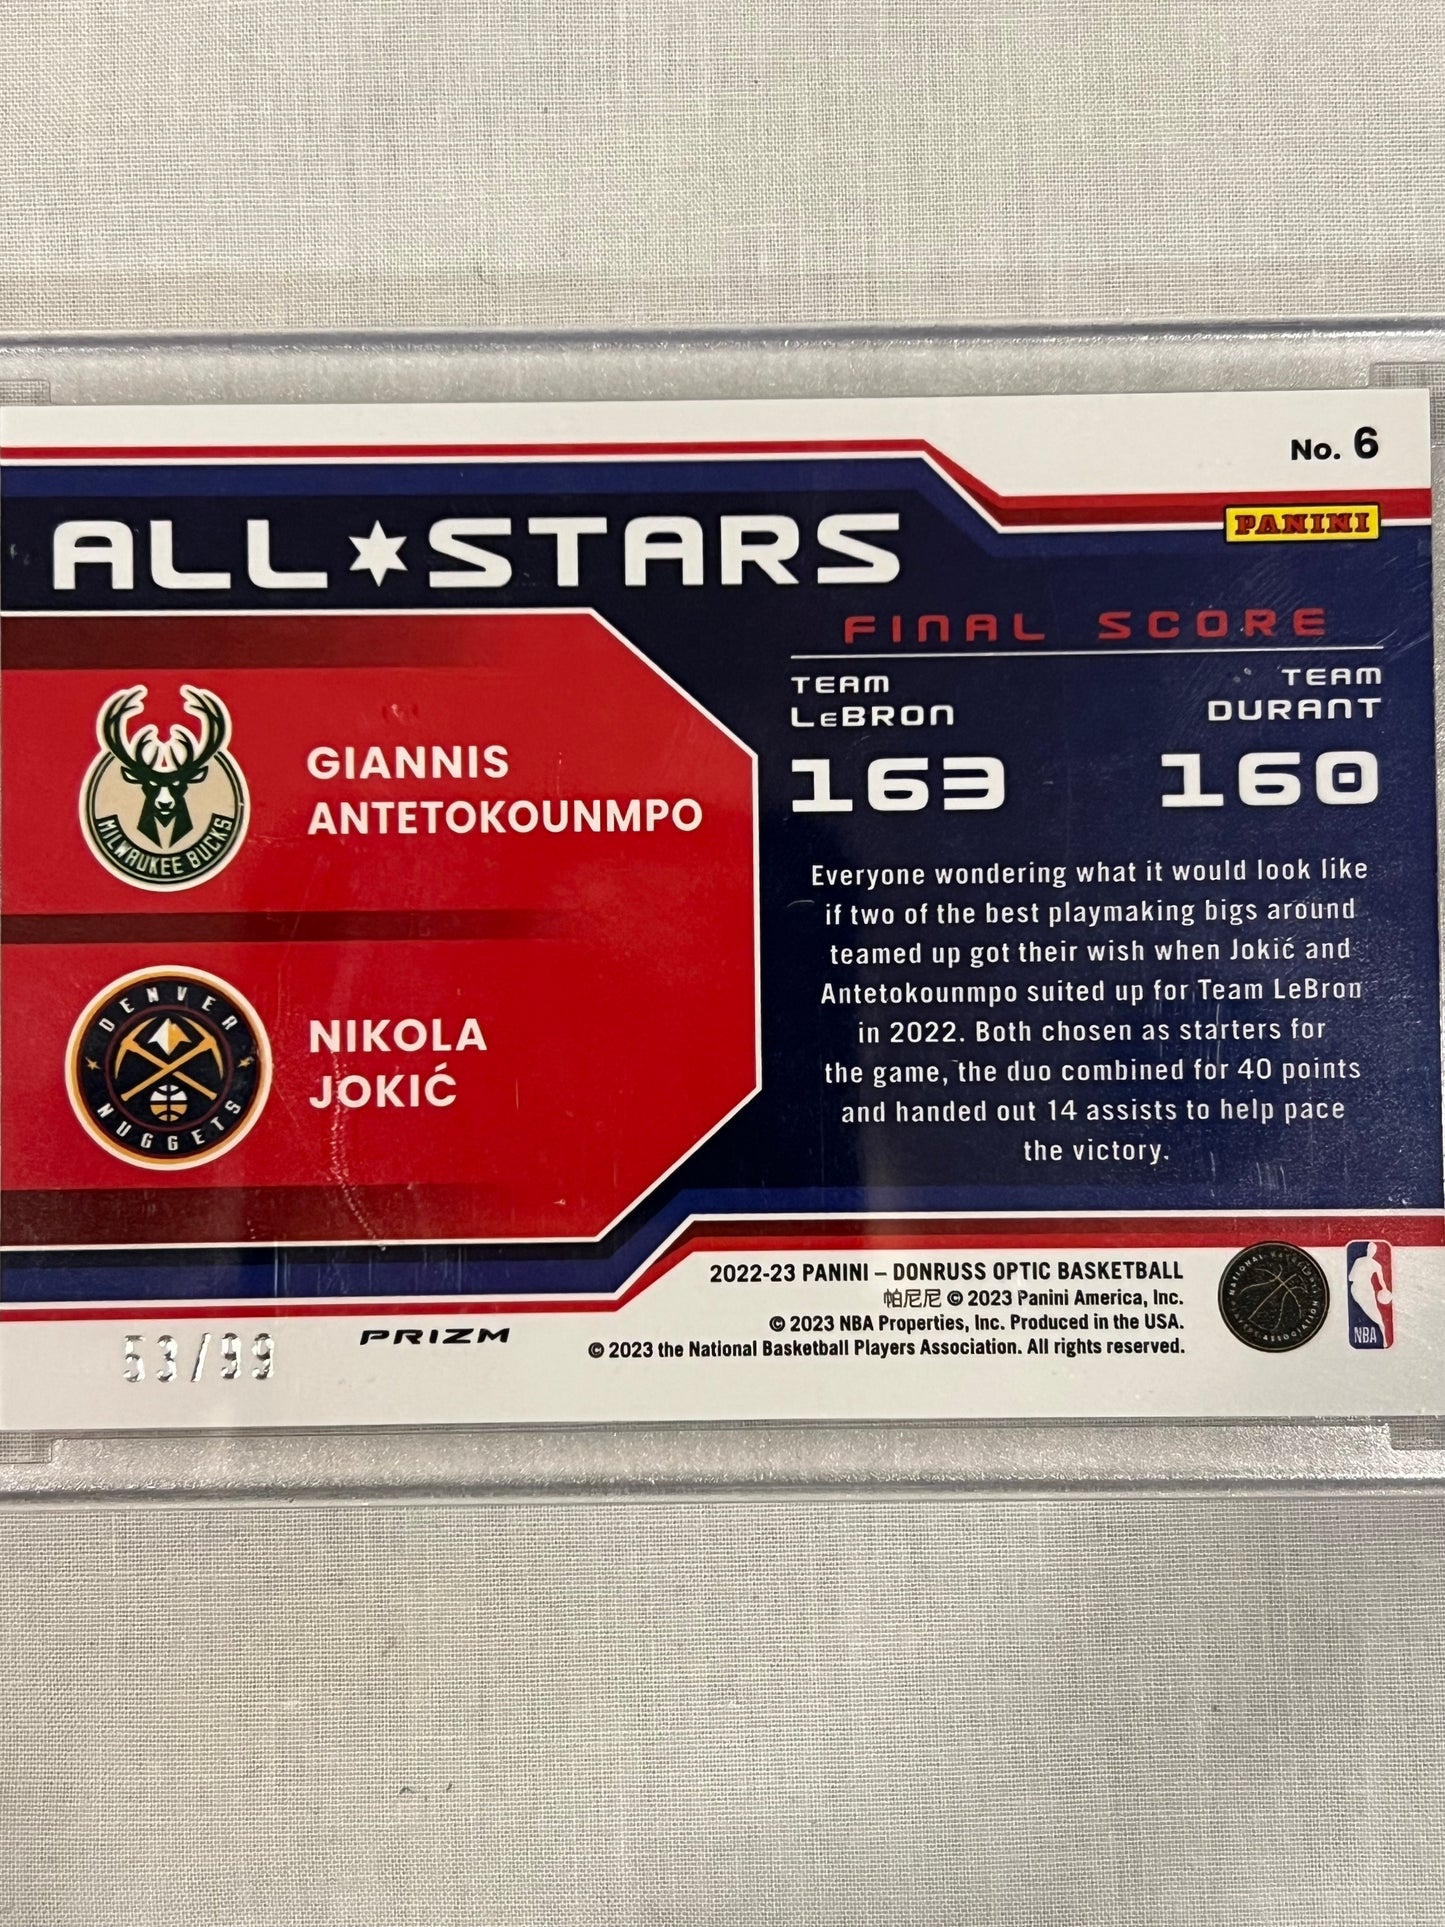 No. 6
PANINI
ALL★STARS
FINAL SCORE
TEAM LeBRON
TEAM DURANT
163
160
MILWAUKEE BUCKS
GIANNIS
ANTETOKOUNMPO
DENVER NUGGETS
NIKOLA
JOKIĆ
Everyone wondering what it would look like
if two of the best playmaking bigs around
teamed up got their wish when Jokić and
Antetokounmpo suited up for Team LeBron
in 2022. Both chosen as starters for
the game, the duo combined for 40 points
and handed out 14 assists to help pace
the victory.
2022-23 PANINI – DONRUSS OPTIC BASKETBALL
帕尼尼 © 2023 Panini America, Inc.
© 2023 NBA Properties, Inc. Produced in the USA.
© 2023 the National Basketball Players Association. All rights reserved.
NBA
53/99
PRIZM